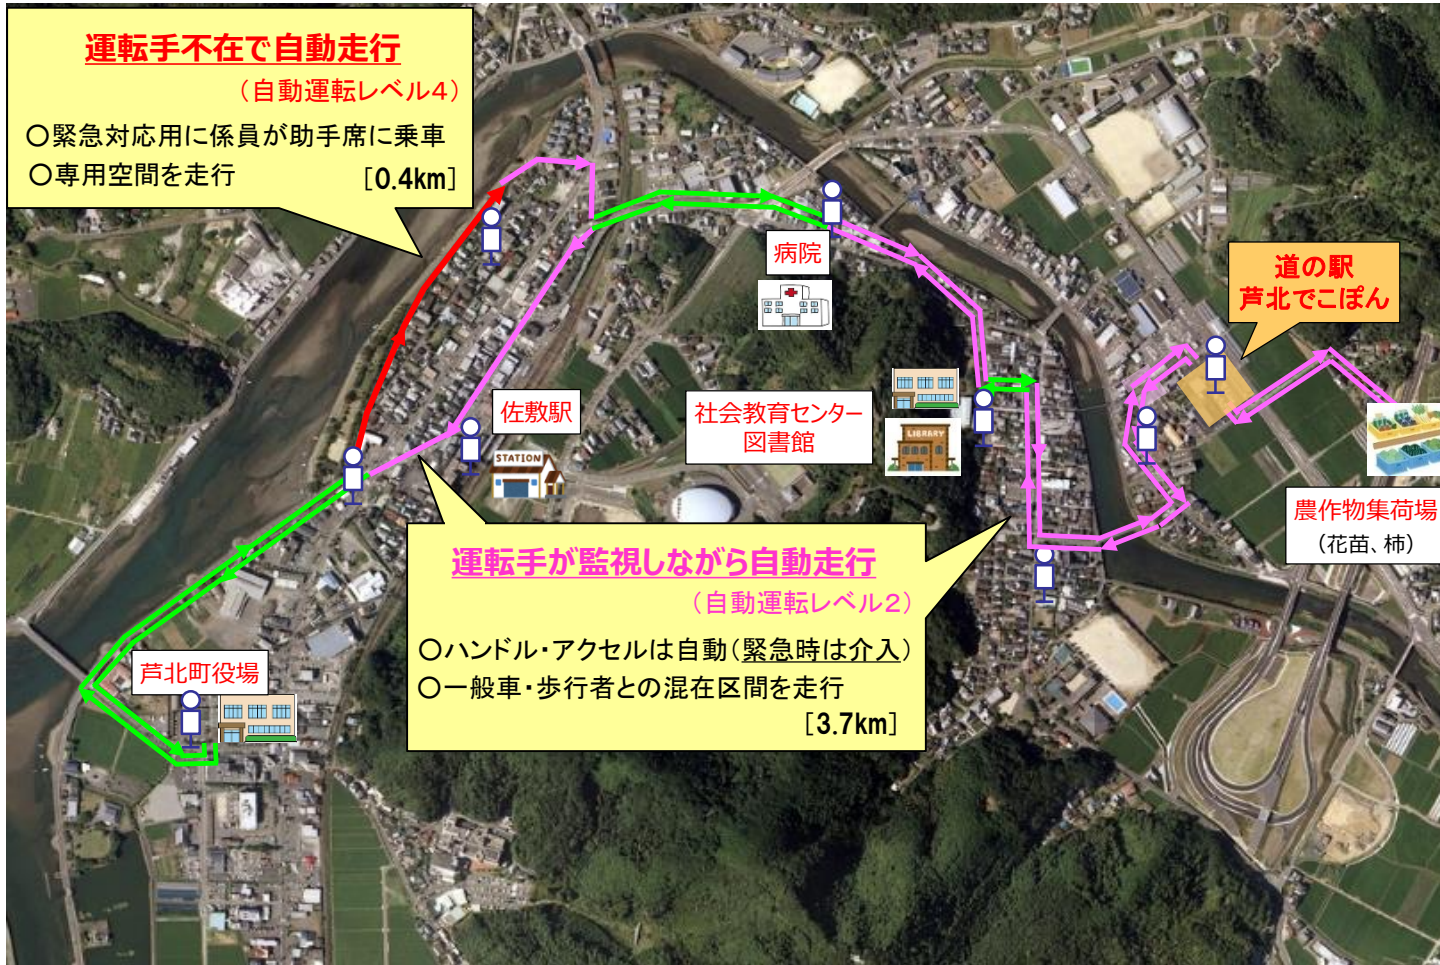 運転手不在で自動走行
（自動運転レベル４）
○緊急対応用に係員が助手席に乗車
○専用空間を走行
［0.4km］
病院
道の駅
芦北でこぽん
佐敷駅
STATION
社会教育センター
図書館
LIBRARY
農作物集荷場
（花苗、柿）
運転手が監視しながら自動走行
（自動運転レベル２）
○ハンドル・アクセルは自動（緊急時は介入）
○一般車・歩行者との混在区間を走行
［3.7km］
芦北町役場